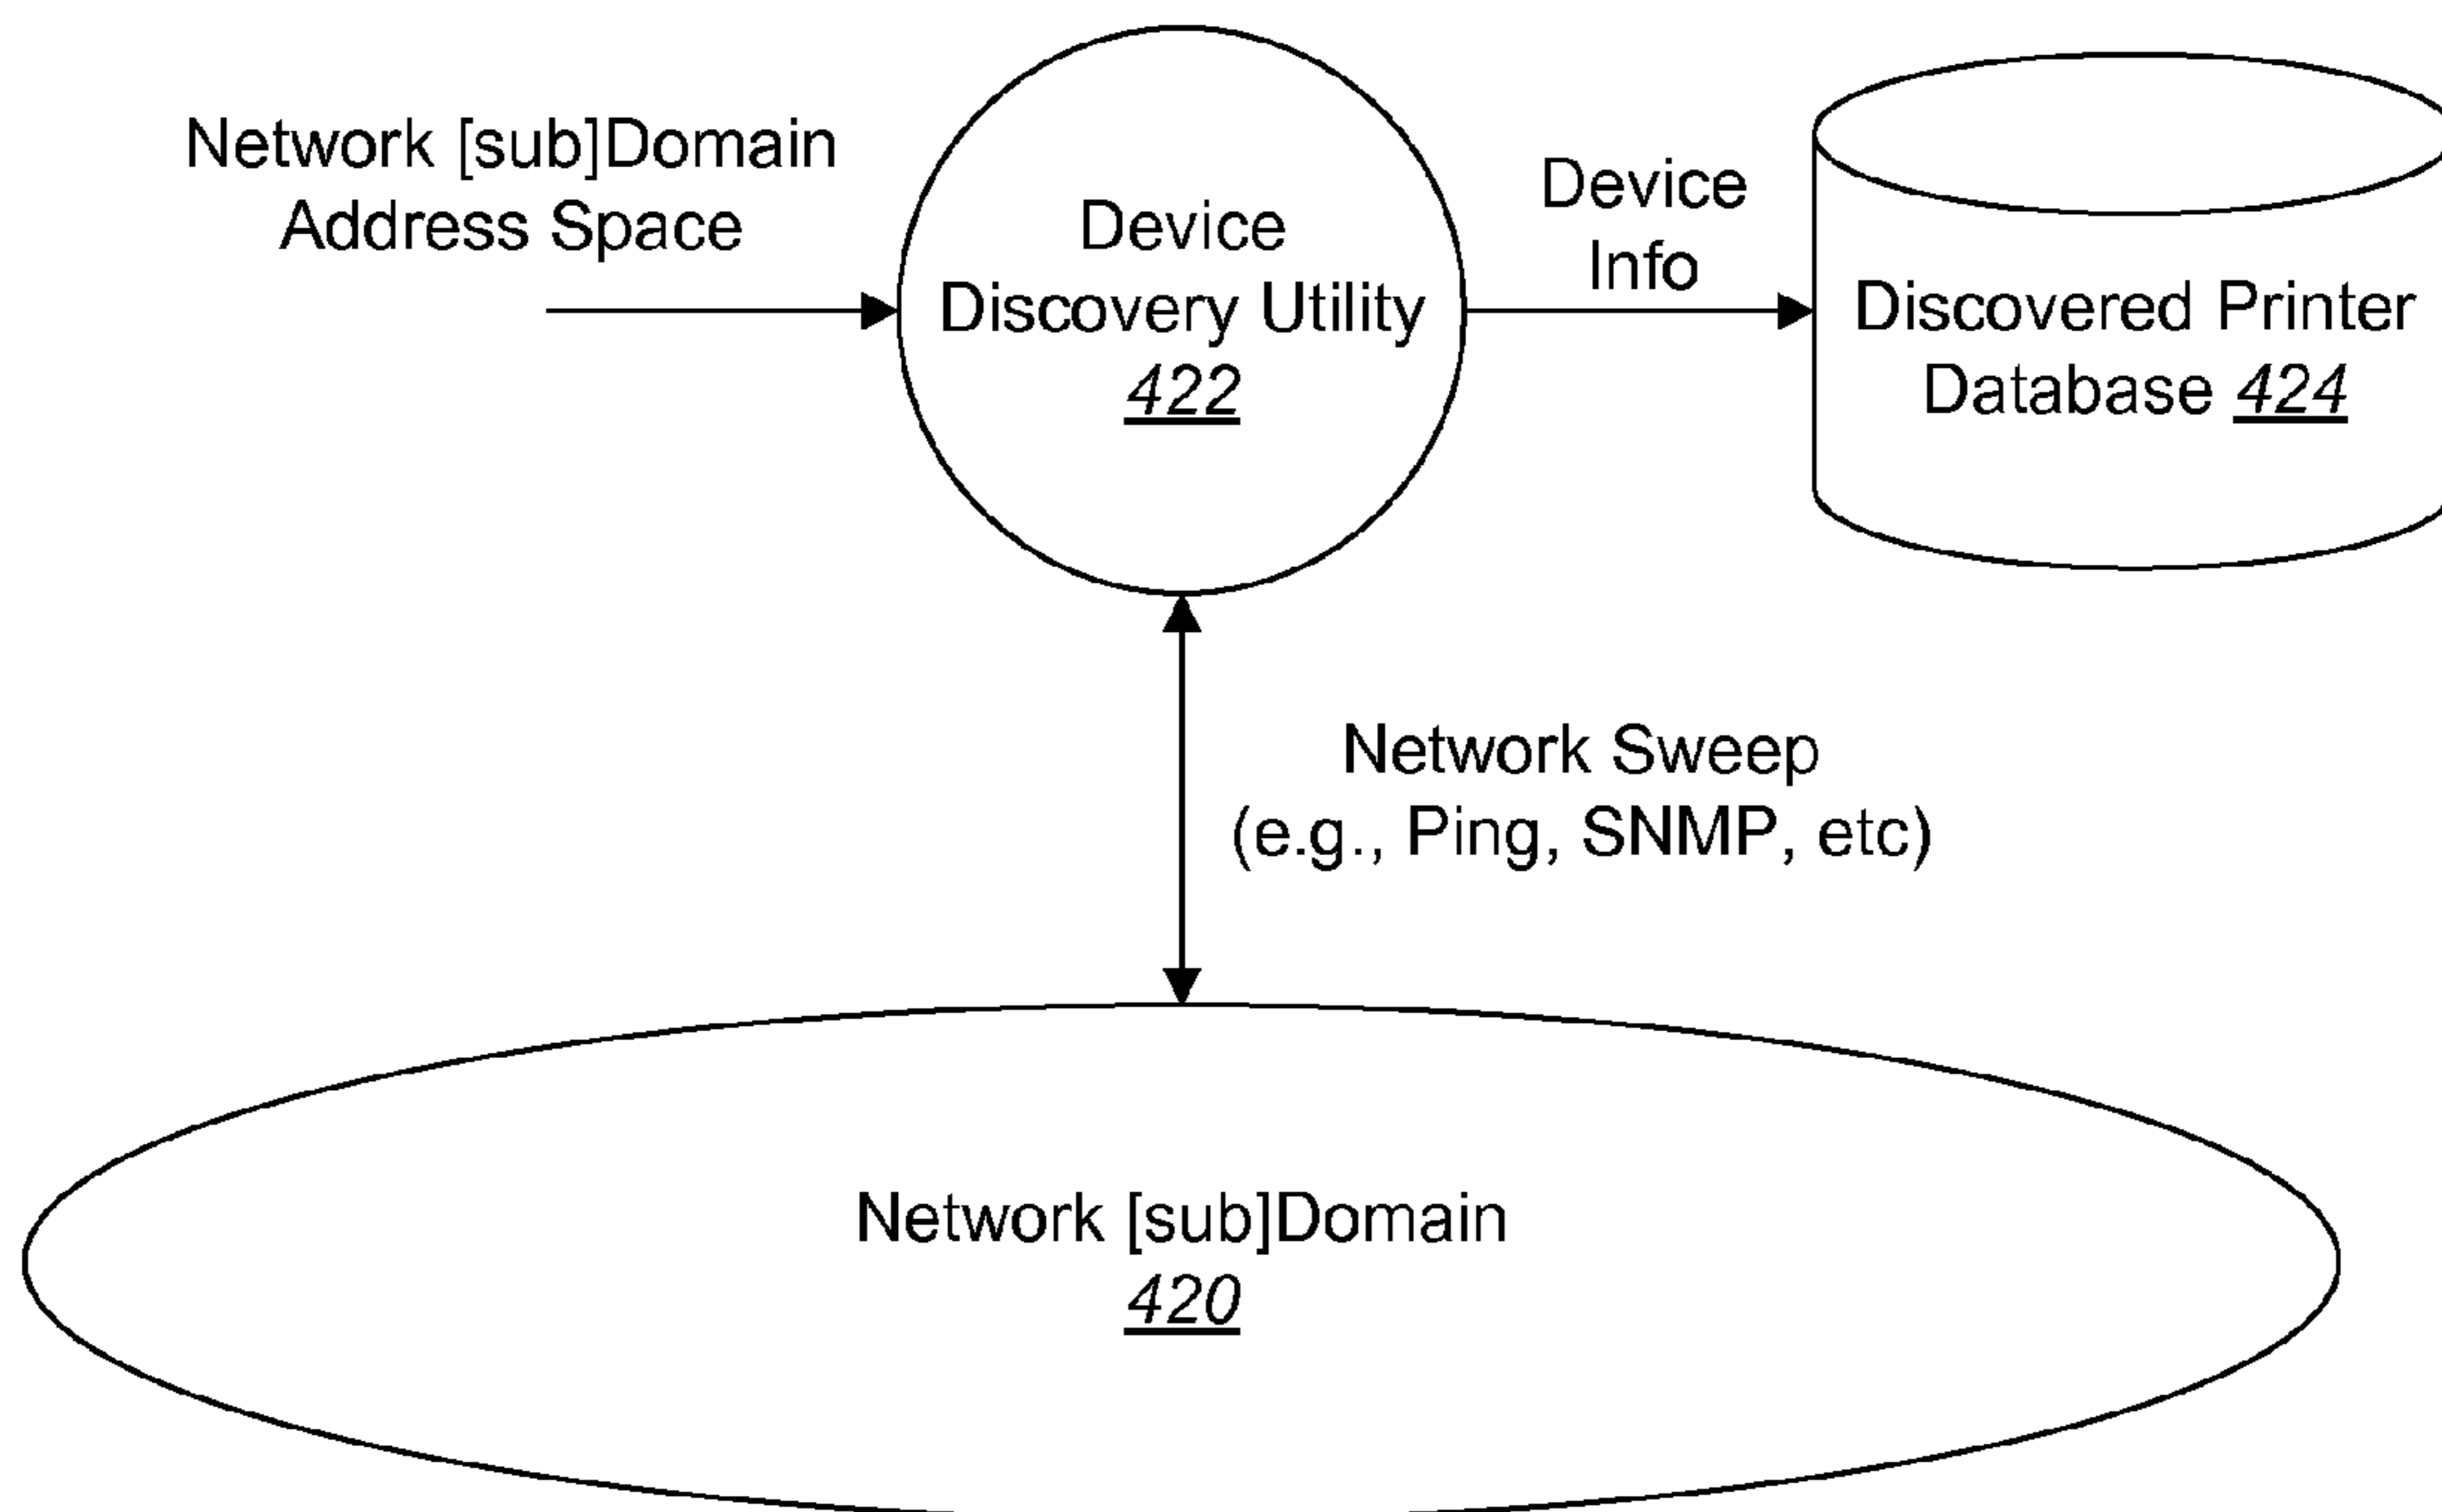 Network [sub]Domain
Address Space
Device
Discovery Utility
422
Device
Info
Discovered Printer
Database 424
Network Sweep
(e.g., Ping, SNMP, etc)
Network [sub]Domain
420